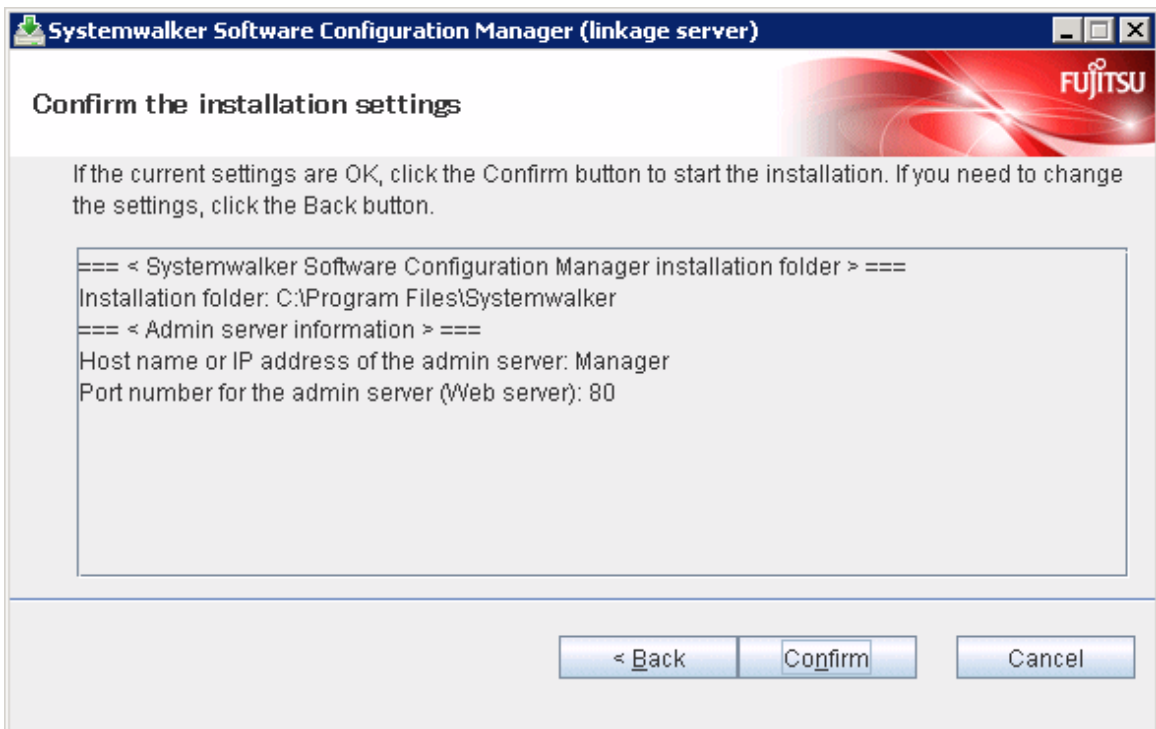 Systemwalker Software Configuration Manager (linkage server)
FUJITSU
Confirm the installation settings
If the current settings are OK, click the Confirm button to start the installation. If you need to change
the settings, click the Back button.
=== < Systemwalker Software Configuration Manager installation folder > ===
Installation folder: C:\Program Files\Systemwalker
=== < Admin server information > ===
Host name or IP address of the admin server: Manager
Port number for the admin server (Web server): 80
< Back
Confirm
Cancel